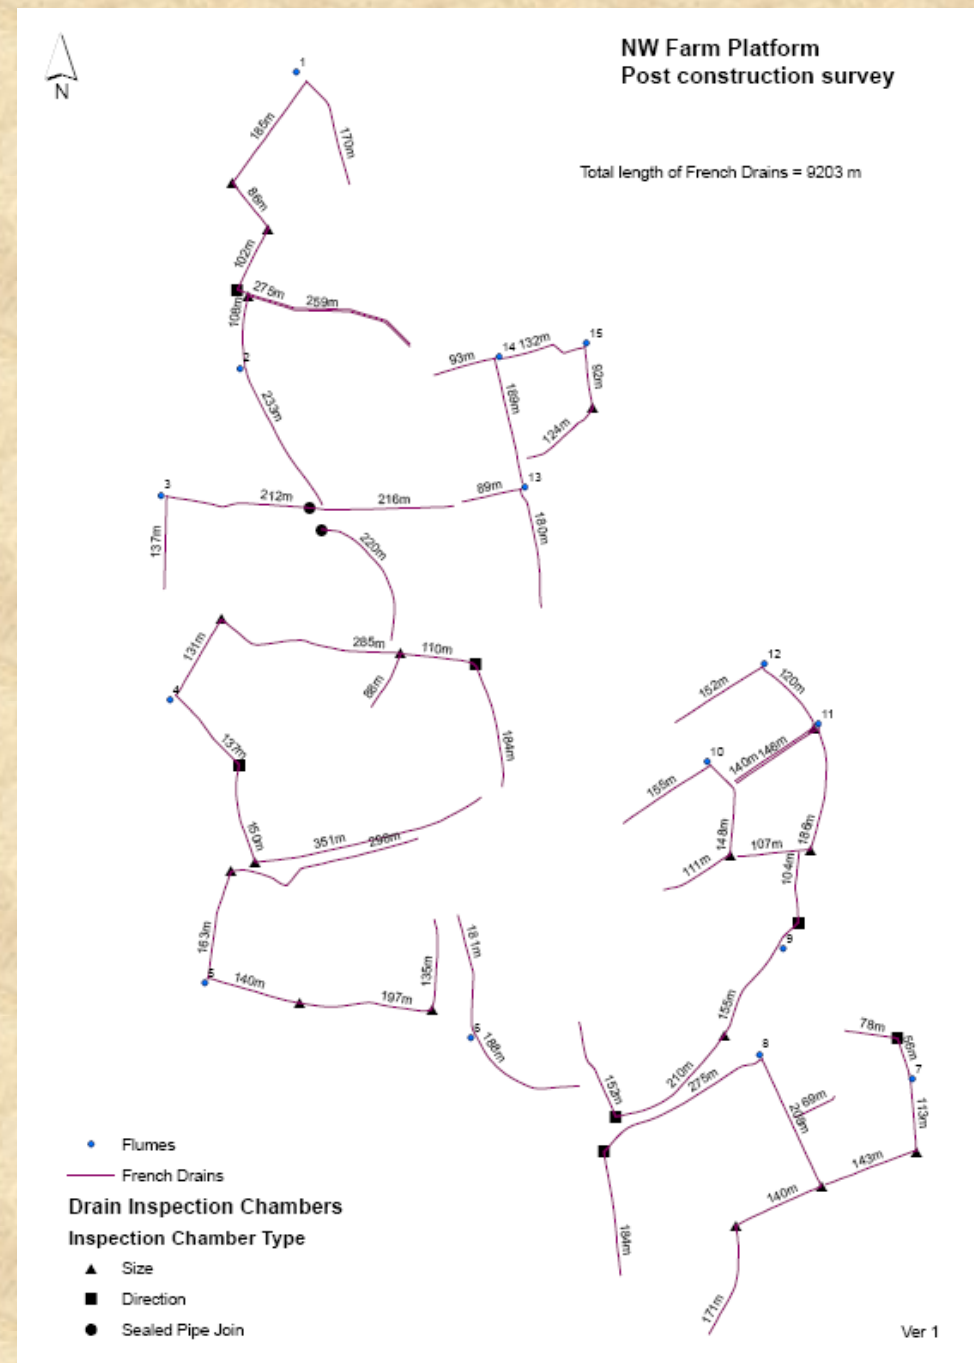 NW Farm Platform
Post construction survey
N
Total length of French Drains = 9203 m
1
185m
170m
86m
102m
275m
259m
108m
2
233m
14
132m
15
93m
92m
189m
124m
3
212m
216m
89m
13
137m
180m
220m
131m
285m
110m
88m
4
184m
137m
150m
351m
298m
12
152m
120m
11
10
140m
146m
155m
148m
107m
186m
111m
104m
9
163m
5
140m
197m
135m
181m
6
188m
155m
210m
152m
275m
8
78m
56m
7
69m
208m
113m
143m
140m
184m
171m
Flumes
French Drains
Drain Inspection Chambers
Inspection Chamber Type
Size
Direction
Sealed Pipe Join
Ver 1